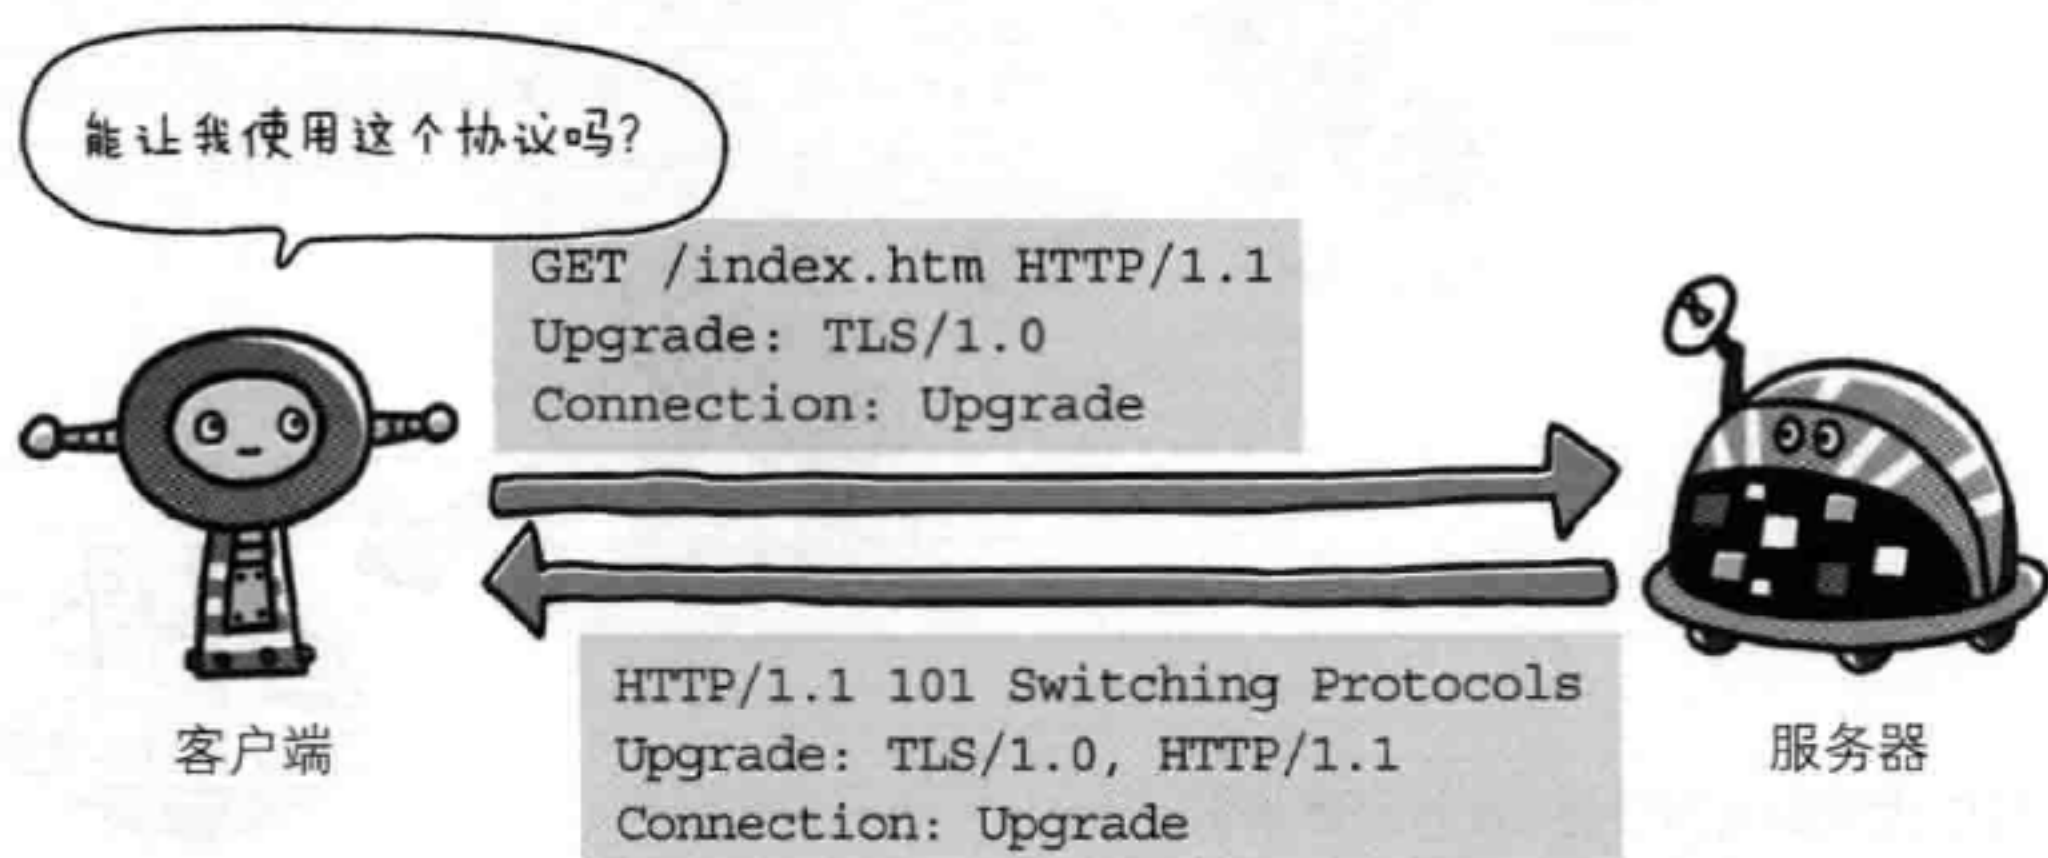 能让我使用这个协议吗?
GET /index.htm HTTP/1.1
Upgrade: TLS/1.0
Connection: Upgrade
HTTP/1.1 101 Switching Protocols
Upgrade: TLS/1.0, HTTP/1.1
Connection: Upgrade
客户端
服务器